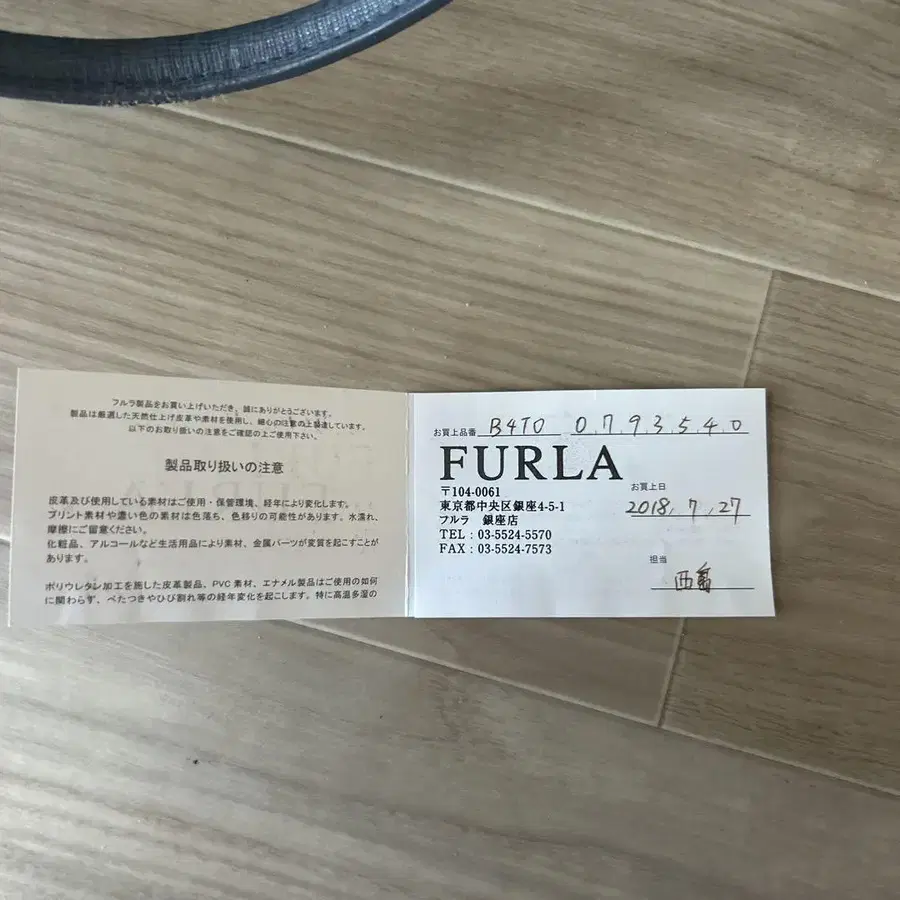 フルラ製品をお買い上げいただき、誠にありがとうございます。
製品は厳選した天然仕上げ皮革や素材を使用し、細心の注意の上製造しています。
以下のお取り扱いの注意をご確認の上ご使用下さい。
製品取り扱いの注意
皮革及び使用している素材はご使用・保管環境、経年により変化します。
プリント素材や濃い色の素材は色落ち、色移りの可能性があります。水濡れ、
摩擦にご留意ください。
化粧品、アルコールなど生活用品により素材、金属パーツが変質を起こすことが
あります。
ポリウレタン加工を施した皮革製品、PVC素材、エナメル製品はご使用の如何
に関わらず、べたつきやひび割れ等の経年変化を起こします。特に高温多湿の
お買上品番 B4T0 0793540
FURLA
〒104-0061
東京都中央区銀座4-5-1
フルラ 銀座店
TEL : 03-5524-5570
FAX : 03-5524-7573
お買上日
2018, 7, 27
担当